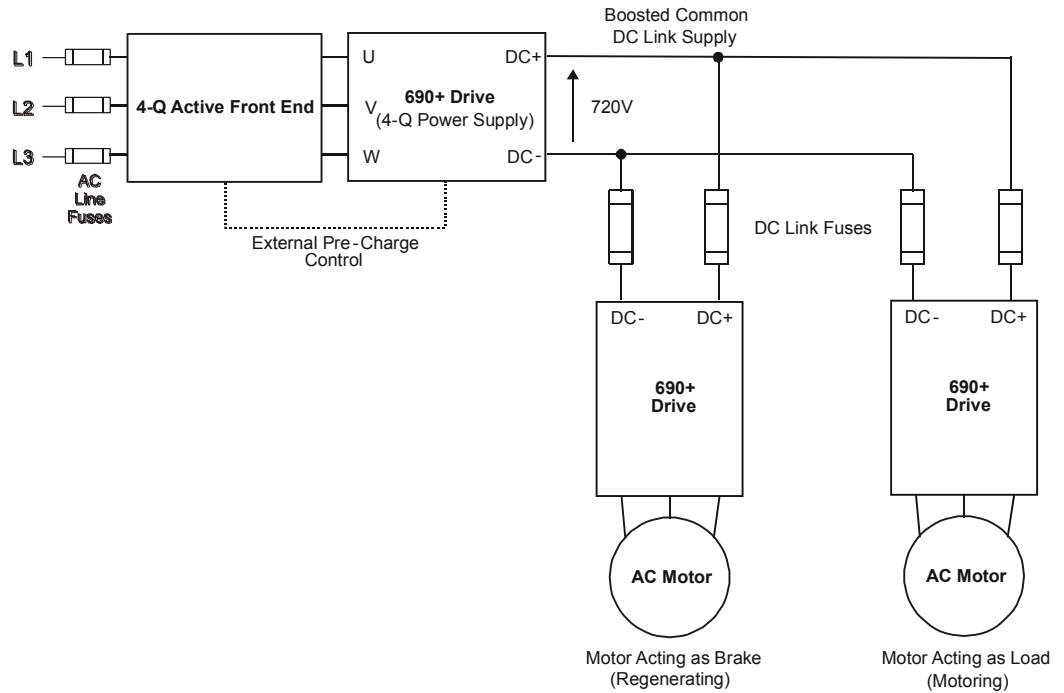 Boosted Common
DC Link Supply
L1
L2
L3
AC
Line
Fuses
4-Q Active Front End
U
V
W
690+ Drive
(4-Q Power Supply)
DC+
DC-
720V
External Pre-Charge
Control
DC Link Fuses
DC-
DC+
690+
Drive
AC Motor
Motor Acting as Brake
(Regenerating)
DC-
DC+
690+
Drive
AC Motor
Motor Acting as Load
(Motoring)